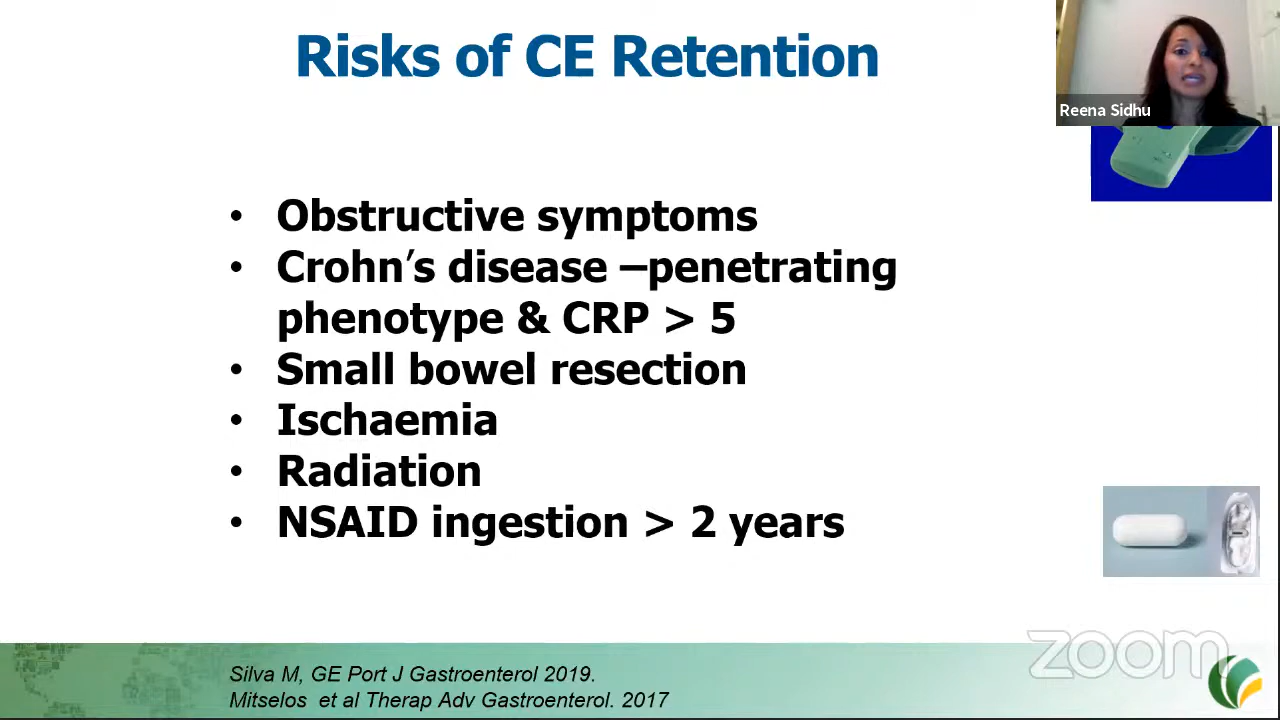 Risks of CE Retention
Reena Sidhu
• Obstructive symptoms
• Crohn’s disease –penetrating
phenotype & CRP > 5
• Small bowel resection
• Ischaemia
• Radiation
• NSAID ingestion > 2 years
Silva M, GE Port J Gastroenterol 2019.
Mitselos  et al Therap Adv Gastroenterol. 2017
zoom